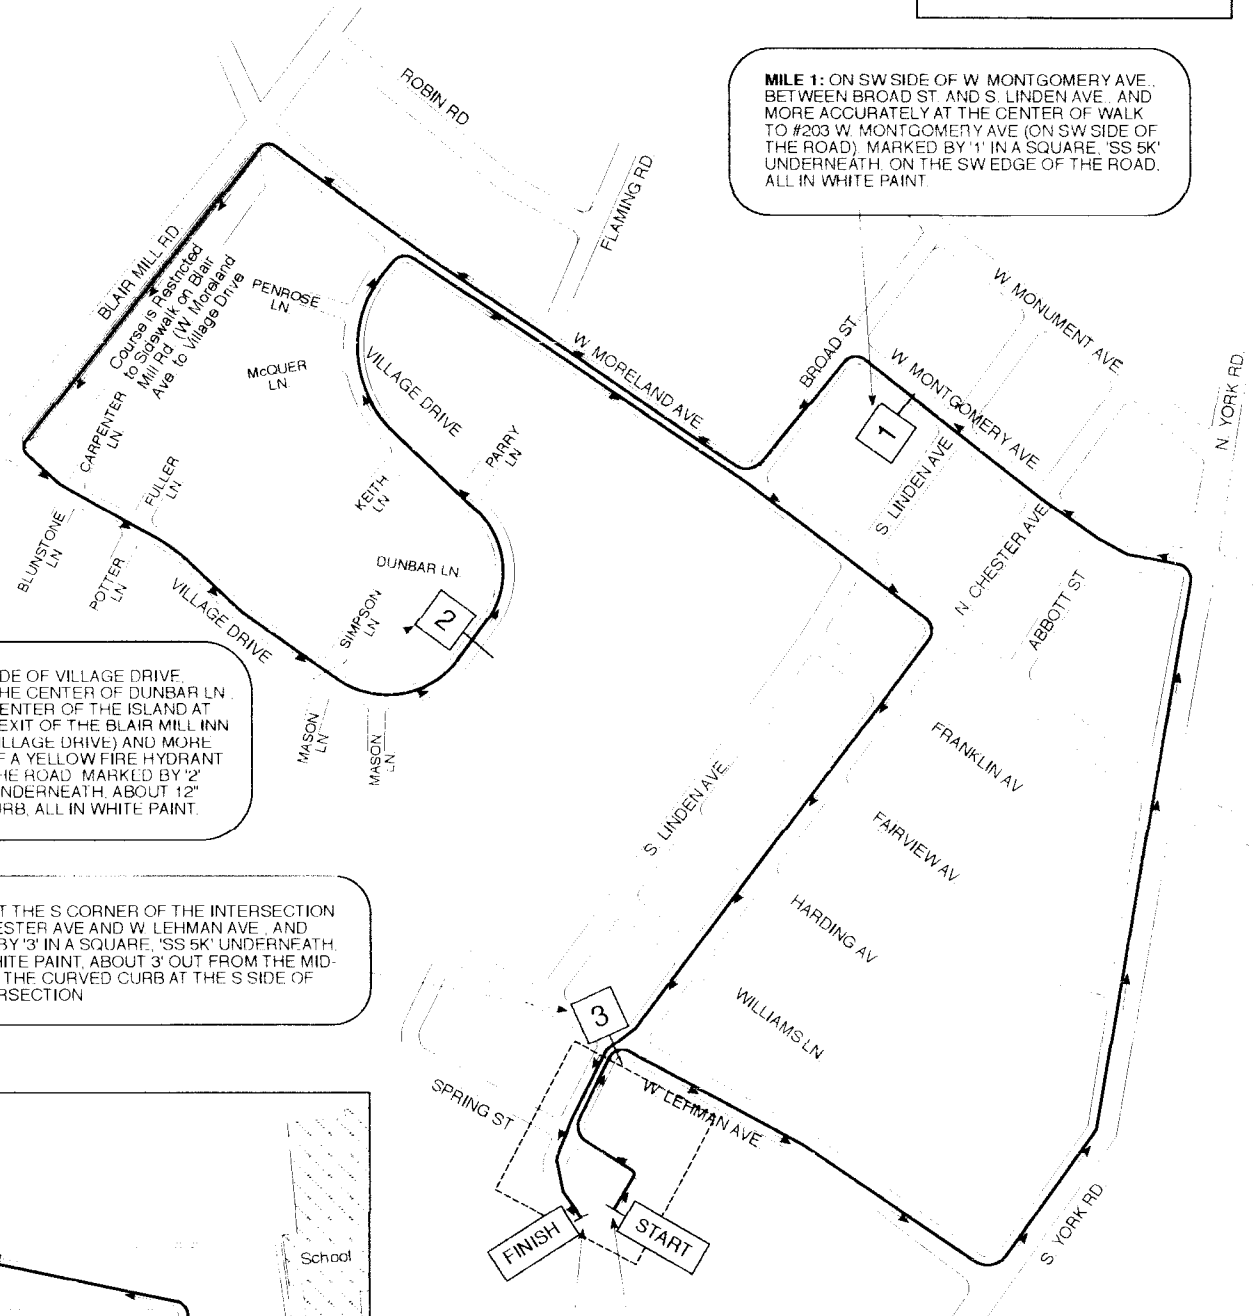 MILE 1: ON SW SIDE OF W. MONTGOMERY AVE.,
BETWEEN BROAD ST. AND S. LINDEN AVE., AND
MORE ACCURATELY AT THE CENTER OF WALK
TO #203 W. MONTGOMERY AVE (ON SW SIDE OF
THE ROAD). MARKED BY '1' IN A SQUARE, 'SS 5K'
UNDERNEATH, ON THE SW EDGE OF THE ROAD,
ALL IN WHITE PAINT.
ROBIN RD
FLAMING RD
BLAIR MILL RD
Course is Restricted
to Sidewalk on Blair
Mill Rd (W. Moreland
Ave. to Village Drive
PENROSE
LN
McQUER
LN
VILLAGE DRIVE
W. MORELAND AVE
BROAD ST.
W. MONUMENT AVE
W. MONTGOMERY AVE
N. YORK RD.
1
S. LINDEN AVE
CARPENTER
LN.
FULLER
LN
PARRY
LN
KEITH
LN
N. CHESTER AVE
BLUNSTONE
LN
POTTER
LN
DUNBAR LN.
ABBOTT ST
VILLAGE DRIVE
SIMPSON
LN
2
MASON
LN
MASON
LN
DE OF VILLAGE DRIVE,
HE CENTER OF DUNBAR LN.
ENTER OF THE ISLAND AT
EXIT OF THE BLAIR MILL INN
LLAGE DRIVE) AND MORE
F A YELLOW FIRE HYDRANT
HE ROAD. MARKED BY '2'
NDERNEATH, ABOUT 12"
RB, ALL IN WHITE PAINT.
FRANKLIN AV
S. LINDEN AVE.
FAIRVIEW AV.
HARDING AV
T THE S CORNER OF THE INTERSECTION
ESTER AVE AND W. LEHMAN AVE., AND
BY '3' IN A SQUARE, 'SS 5K' UNDERNEATH,
HITE PAINT, ABOUT 3' OUT FROM THE MID-
THE CURVED CURB AT THE S SIDE OF
RSECTION
3
WILLIAMS LN
SPRING ST
W. LEHMAN AVE
S. YORK RD
FINISH
START
School